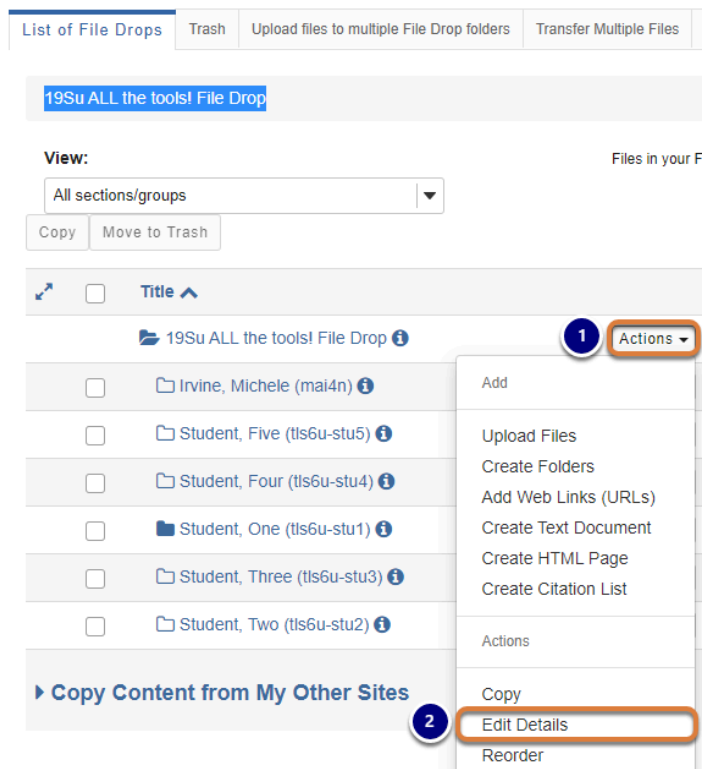 List of File Drops Trash Upload files to multiple File Drop folders Transfer Multiple Files
19Su ALL the tools! File Drop
View: Files in your F
All sections/groups
Copy Move to Trash
Title
19Su ALL the tools! File Drop 1 Actions
Irvine, Michele (mai4n)
Student, Five (tls6u-stu5)
Student, Four (tls6u-stu4)
Student, One (tls6u-stu1)
Student, Three (tls6u-stu3)
Student, Two (tls6u-stu2)
Copy Content from My Other Sites
Add
Upload Files
Create Folders
Add Web Links (URLs)
Create Text Document
Create HTML Page
Create Citation List
Actions
Copy
2 Edit Details
Reorder